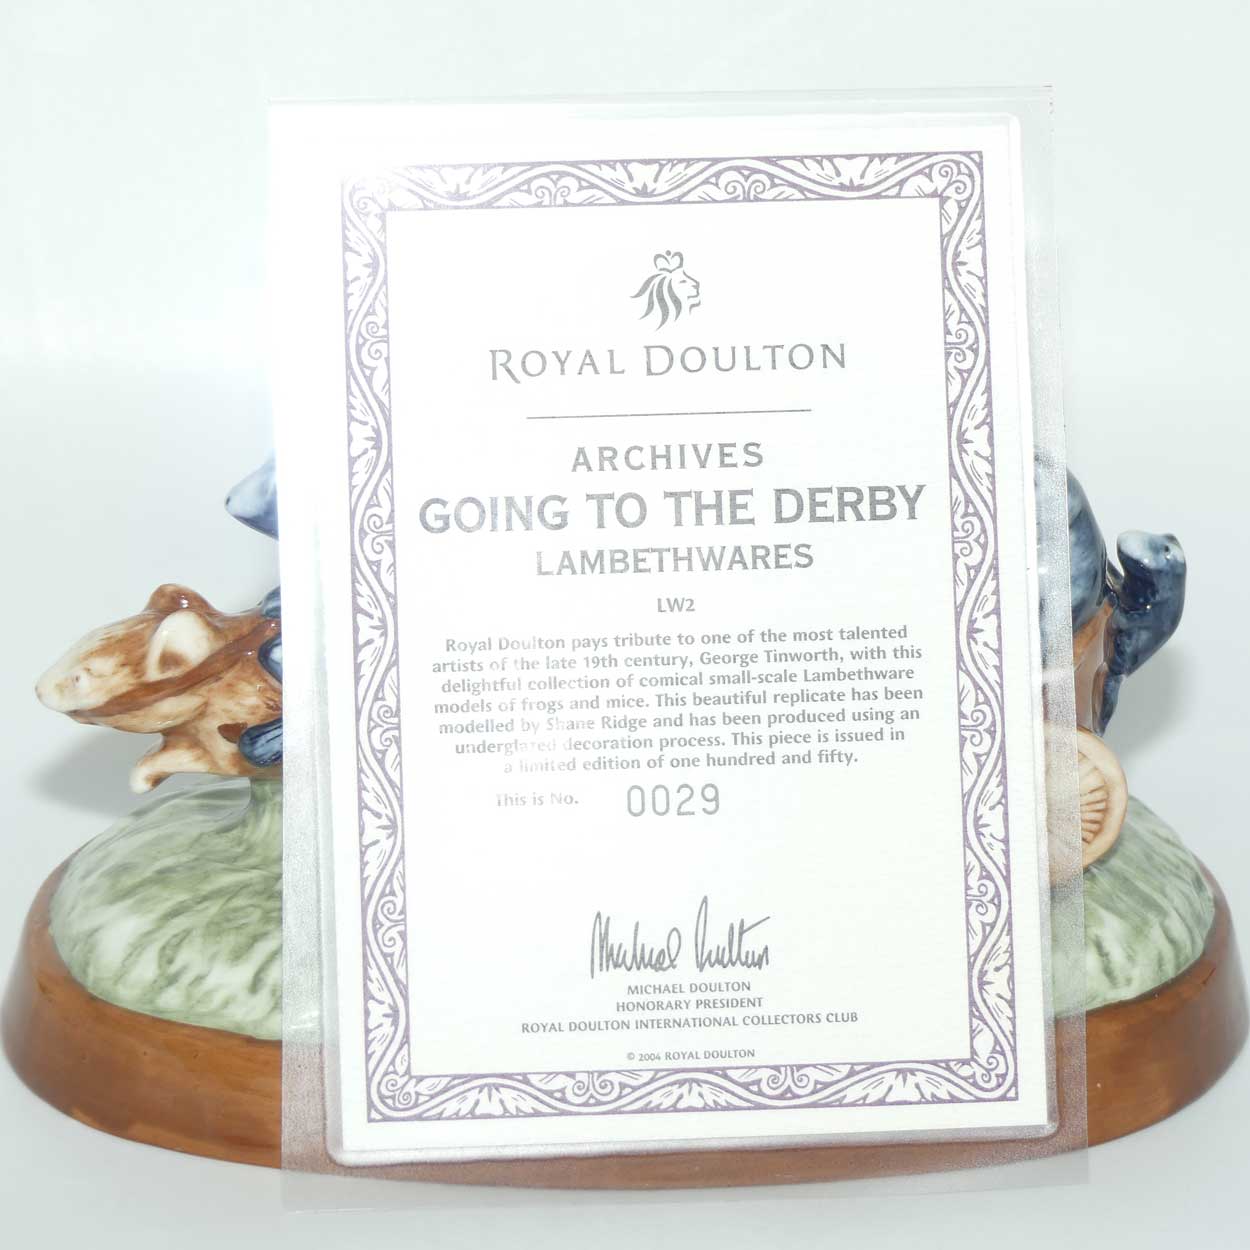 ROYAL DOULTON
ARCHIVES
GOING TO THE DERBY
LAMBETHWARES
LW2
Royal Doulton pays tribute to one of the most talented
artists of the late 19th century, George Tinworth, with this
delightful collection of comical small-scale Lambethware
models of frogs and mice. This beautiful replicate has been
modelled by Shane Ridge and has been produced using an
underglazed decoration process. This piece is issued in
a limited edition of one hundred and fifty.
This is No. 0029
Michael Doulton
MICHAEL DOULTON
HONORARY PRESIDENT
ROYAL DOULTON INTERNATIONAL COLLECTORS CLUB
© 2004 ROYAL DOULTON